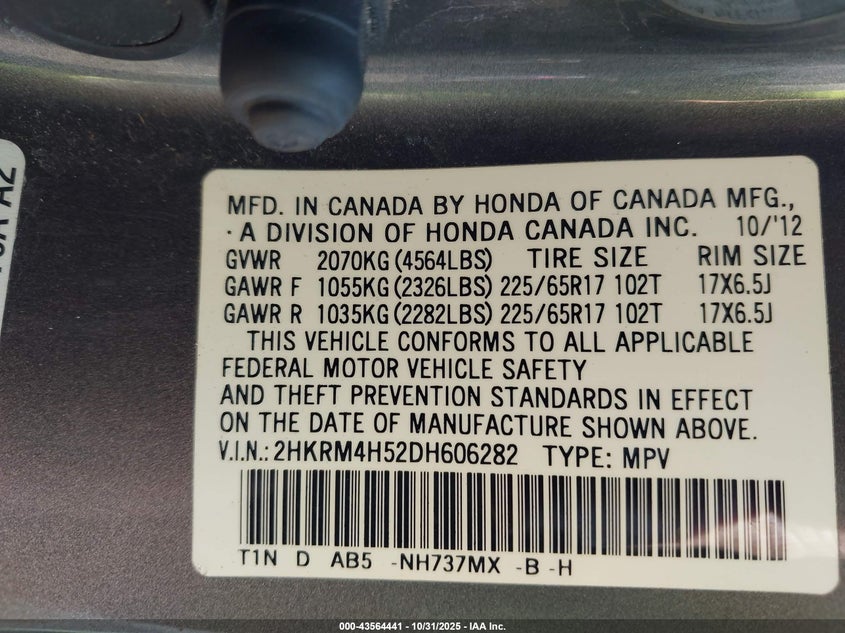 MFD. IN CANADA BY HONDA OF CANADA MFG.,
· A DIVISION OF HONDA CANADA INC. 10/'12
GVWR 2070KG (4564LBS) TIRE SIZE RIM SIZE
GAWR F 1055KG (2326LBS) 225/65R17 102T 17X6.5J
GAWR R 1035KG (2282LBS) 225/65R17 102T 17X6.5J
THIS VEHICLE CONFORMS TO ALL APPLICABLE
FEDERAL MOTOR VEHICLE SAFETY
AND THEFT PREVENTION STANDARDS IN EFFECT
ON THE DATE OF MANUFACTURE SHOWN ABOVE.
V.I.N.: 2HKRM4H52DH606282 TYPE: MPV
T1N D AB5 -NH737MX -B -H
000-43564441 - 10/31/2025 - IAA Inc.